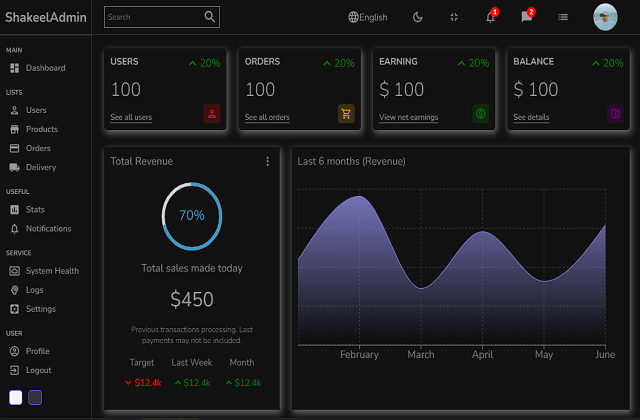 ShakeelAdmin
Search
English
1
2
MAIN
Dashboard
LISTS
Users
Products
Orders
Delivery
USEFUL
Stats
Notifications
SERVICE
System Health
Logs
Settings
USER
Profile
Logout
USERS
20%
100
See all users
ORDERS
20%
100
See all orders
EARNING
20%
$ 100
View net earnings
BALANCE
20%
$ 100
See details
Total Revenue
70%
Total sales made today
$450
Previous transactions processing. Last
payments may not be included.
Target Last Week Month
$12.4k $12.4k $12.4k
Last 6 months (Revenue)
February March April May June